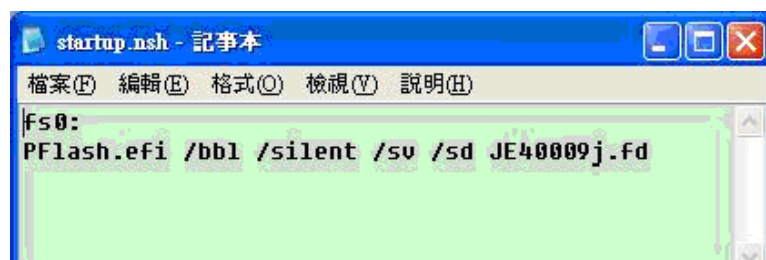 startup.nsh - 記事本
檔案(F) 編輯(E) 格式(O) 檢視(V) 說明(H)
fs0:
PFlash.efi /bbl /silent /sv /sd JE40009j.fd